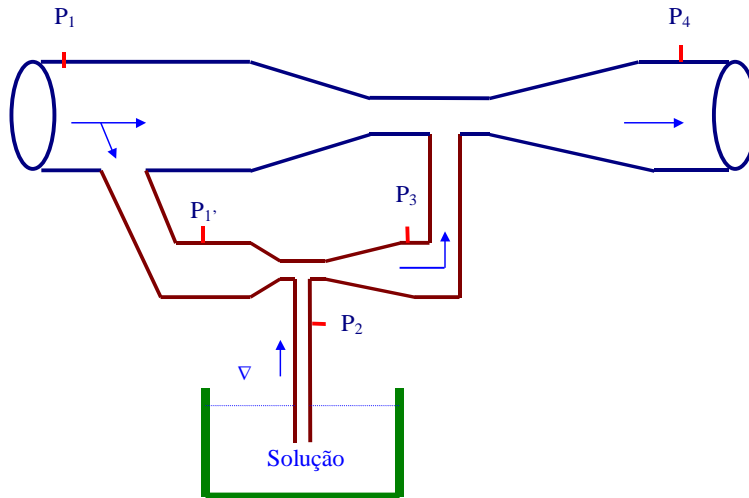 P₁
P₄
P₁’
P₃
P₂
∇
Solução